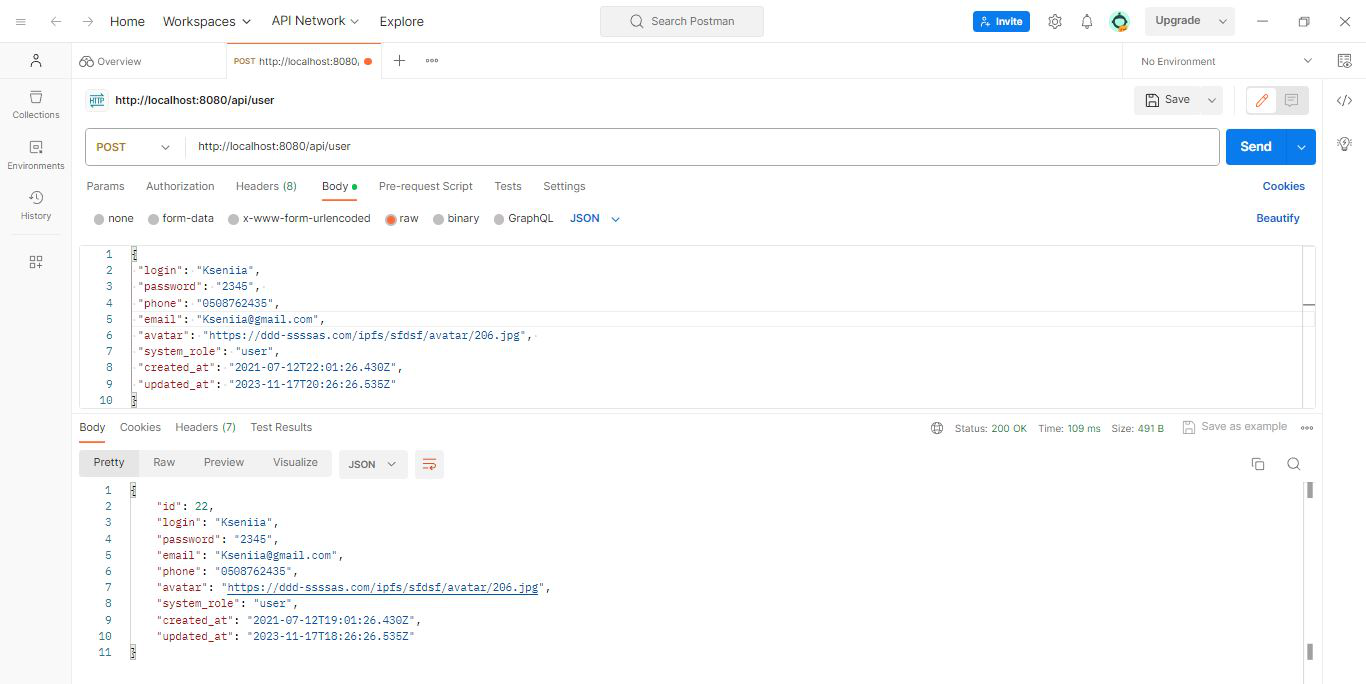 Home Workspaces API Network Explore Search Postman Invite Upgrade
Overview POST http://localhost:8080/ No Environment
HTTP http://localhost:8080/api/user Save
POST http://localhost:8080/api/user Send
Params Authorization Headers (8) Body Pre-request Script Tests Settings Cookies
none form-data x-www-form-urlencoded raw binary GraphQL JSON Beautify
Collections
Environments
History
1 {
2 "login": "Kseniia",
3 "password": "2345",
4 "phone": "0508762435",
5 "email": "Kseniia@gmail.com",
6 "avatar": "https://ddd-ssssas.com/ipfs/sfdsf/avatar/206.jpg",
7 "system_role": "user",
8 "created_at": "2021-07-12T22:01:26.430Z",
9 "updated_at": "2023-11-17T20:26:26.535Z"
10 }
Body Cookies Headers (7) Test Results Status: 200 OK Time: 109 ms Size: 491 B Save as example
Pretty Raw Preview Visualize JSON
1 {
2 "id": 22,
3 "login": "Kseniia",
4 "password": "2345",
5 "email": "Kseniia@gmail.com",
6 "phone": "0508762435",
7 "avatar": "https://ddd-ssssas.com/ipfs/sfdsf/avatar/206.jpg",
8 "system_role": "user",
9 "created_at": "2021-07-12T19:01:26.430Z",
10 "updated_at": "2023-11-17T18:26:26.535Z"
11 }